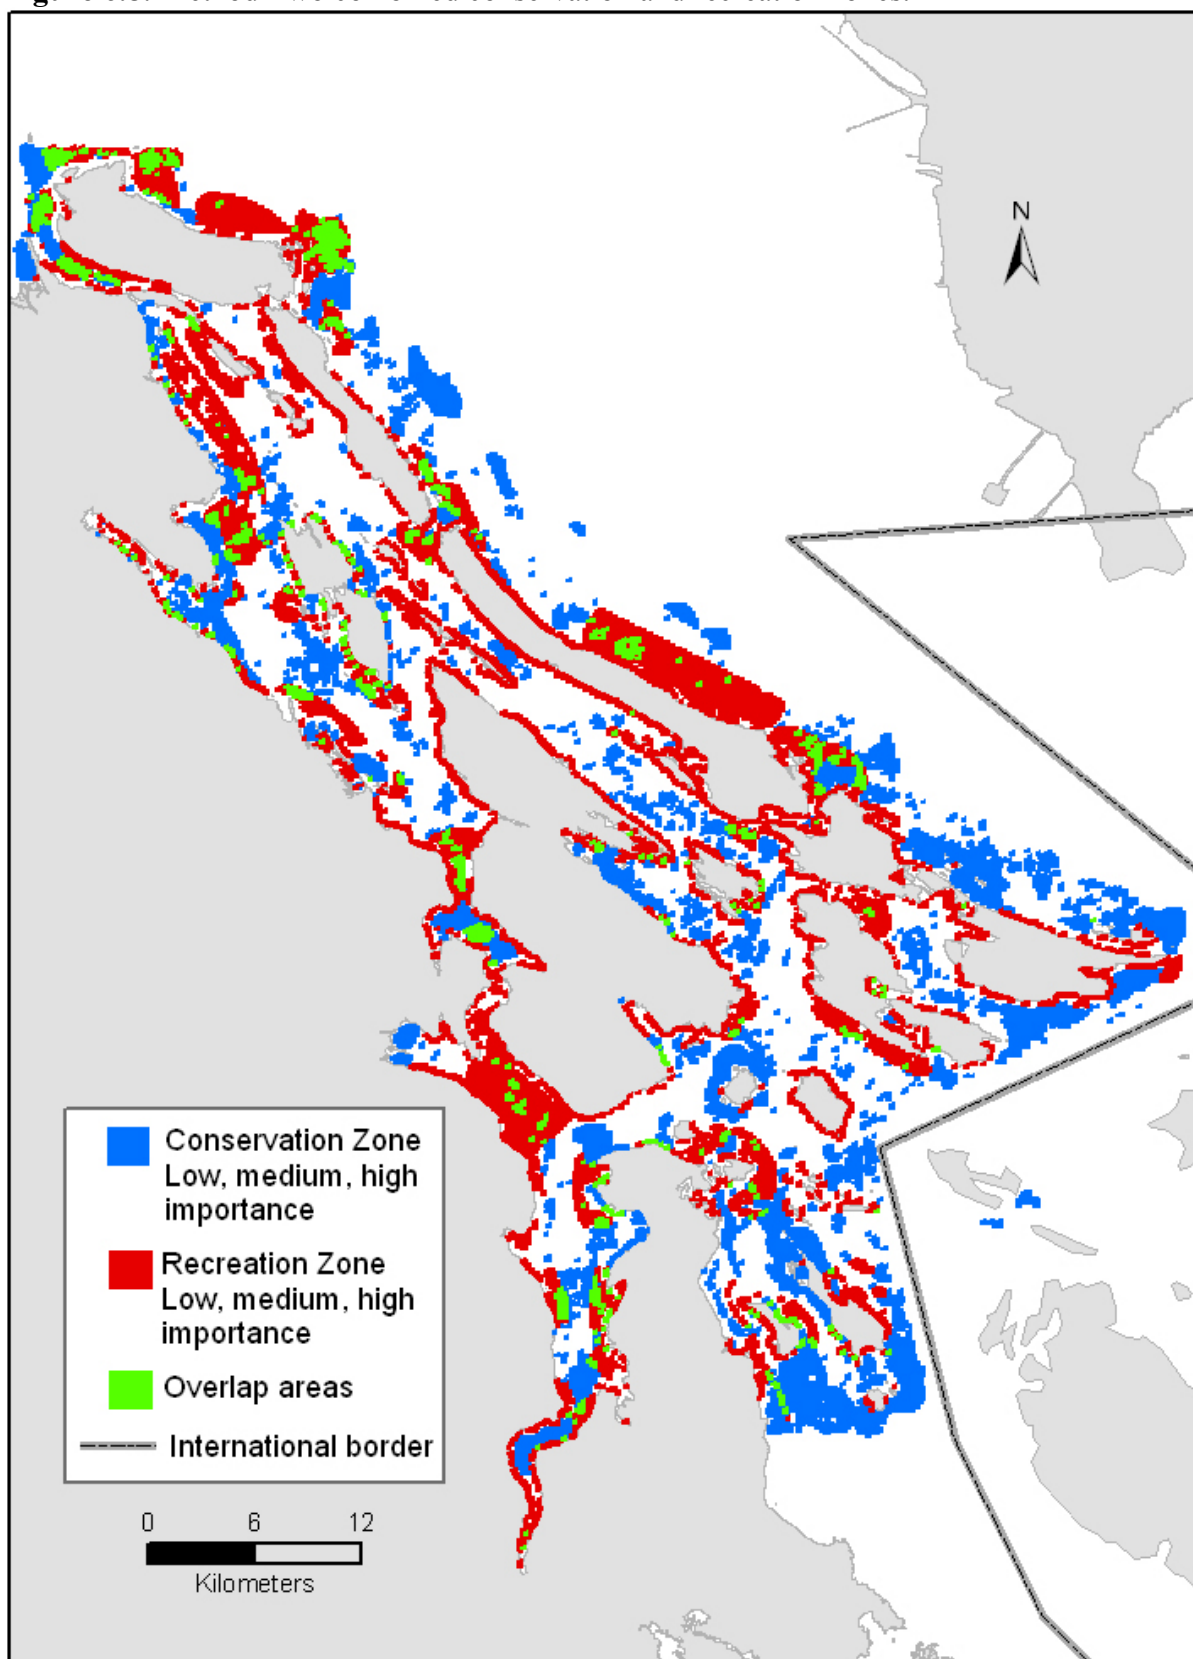 N
Conservation Zone
Low, medium, high
importance
Recreation Zone
Low, medium, high
importance
Overlap areas
International border
0 6 12
Kilometers